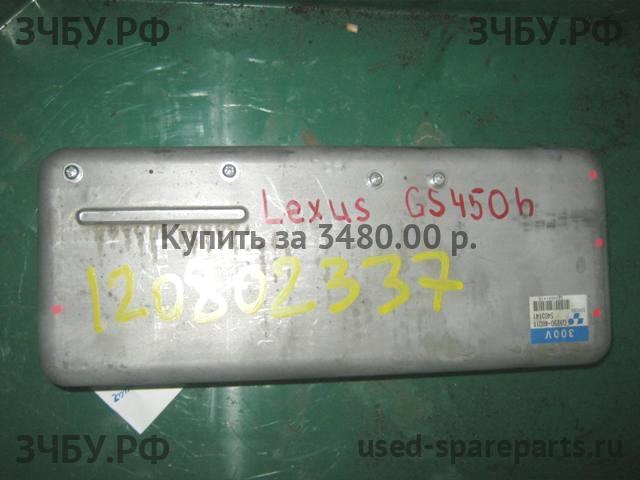 ЗЧБУ.РФ
ЗЧБУ.РФ
Lexus GS450h
Купить за 3480.00 р.
120802337
300V
ЗЧБУ.РФ
used-spareparts.ru